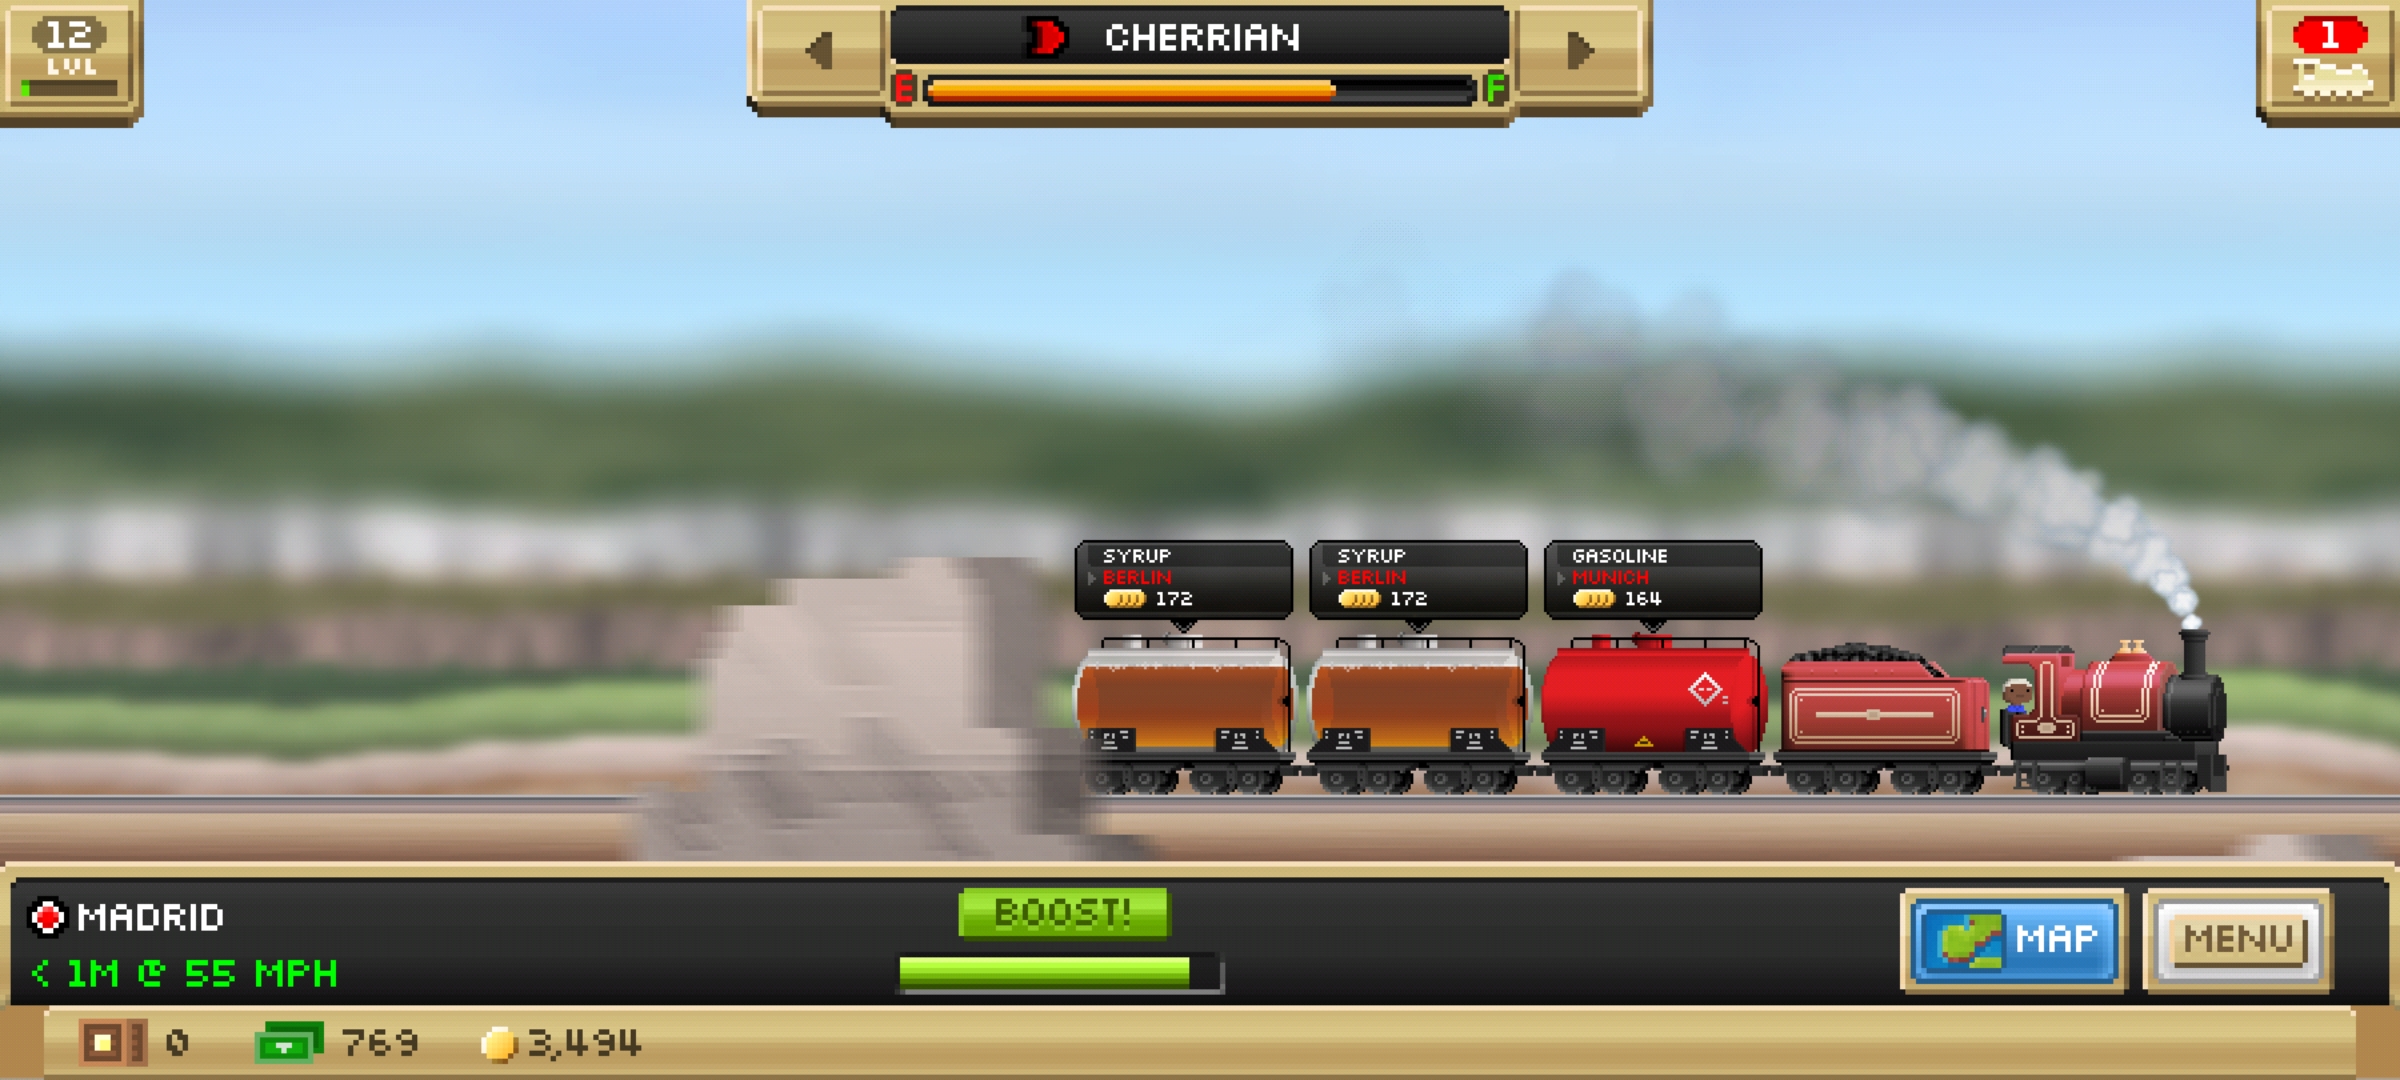 12
LVL
CHERRIAN
E F
1
SYRUP
BERLIN
172
SYRUP
BERLIN
172
GASOLINE
MUNICH
164
MADRID
< 1M @ 55 MPH
BOOST!
MAP
MENU
0 769 3,494